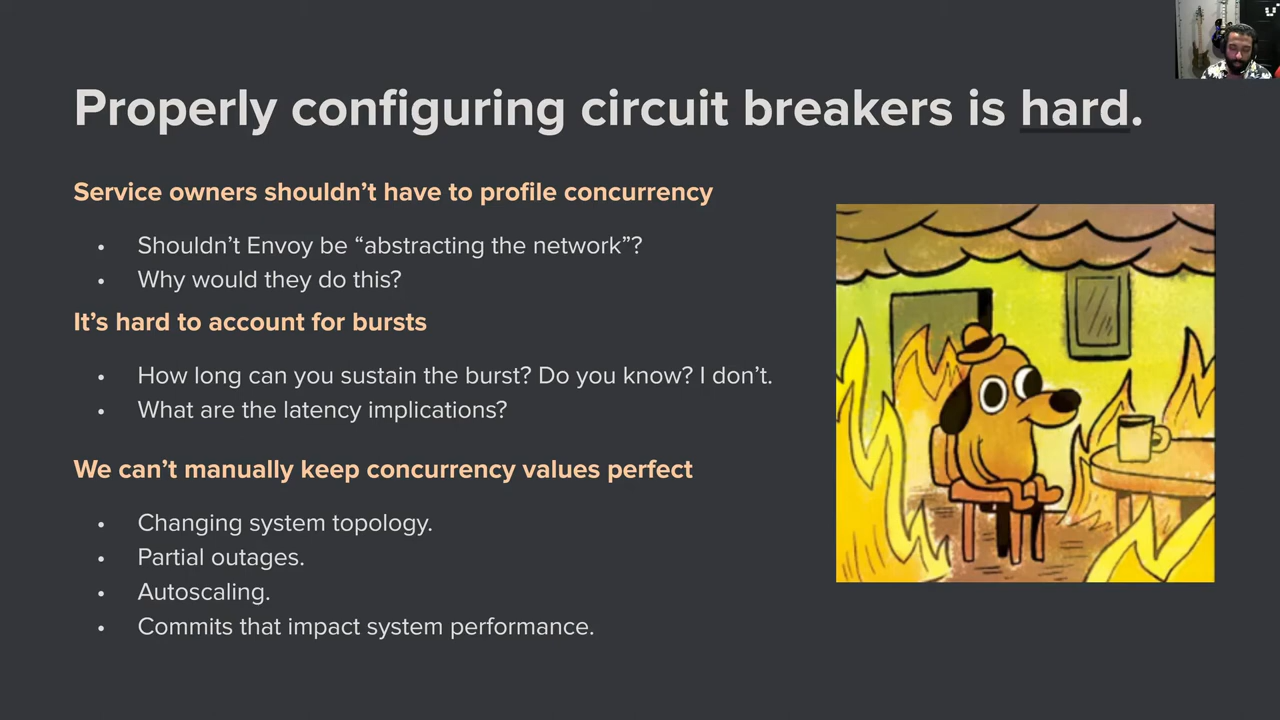 Properly configuring circuit breakers is hard.
Service owners shouldn’t have to profile concurrency
• Shouldn’t Envoy be “abstracting the network”?
• Why would they do this?
It’s hard to account for bursts
• How long can you sustain the burst? Do you know? I don’t.
• What are the latency implications?
We can’t manually keep concurrency values perfect
• Changing system topology.
• Partial outages.
• Autoscaling.
• Commits that impact system performance.